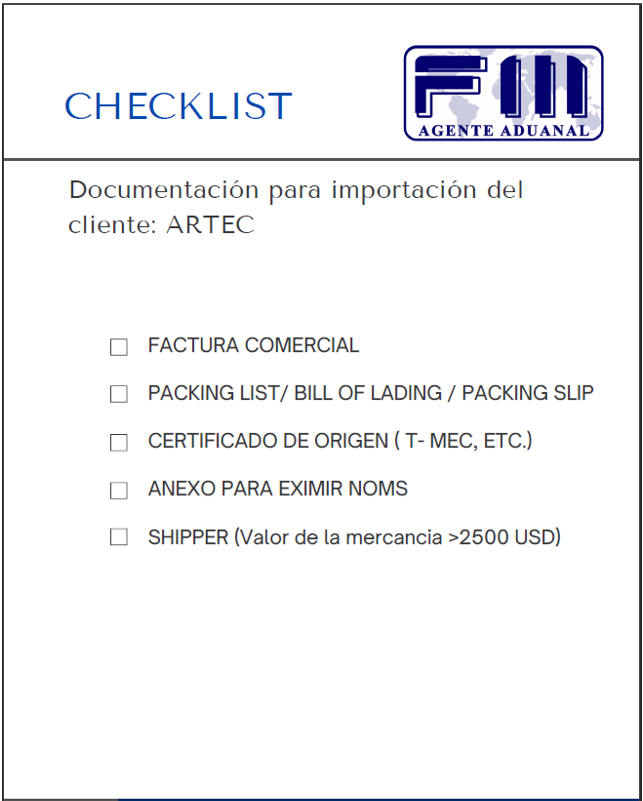 CHECKLIST
FM
AGENTE ADUANAL
Documentación para importación del
cliente: ARTEC
FACTURA COMERCIAL
PACKING LIST/ BILL OF LADING / PACKING SLIP
CERTIFICADO DE ORIGEN ( T- MEC, ETC.)
ANEXO PARA EXIMIR NOMS
SHIPPER (Valor de la mercancia >2500 USD)